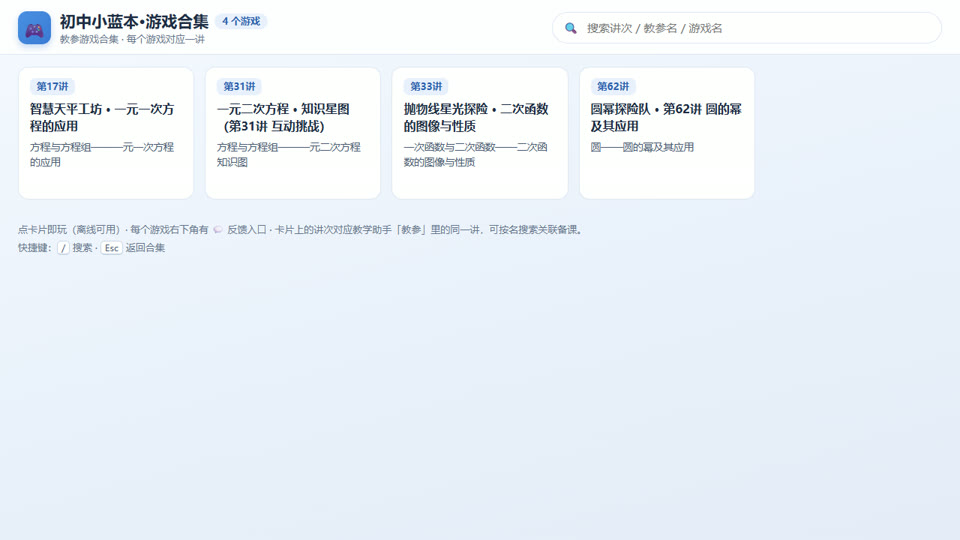 初中小蓝本·游戏合集 4 个游戏
教参游戏合集 · 每个游戏对应一讲
搜索讲次 / 教参名 / 游戏名
第17讲
智慧天平工坊 • 一元一次方
程的应用
方程与方程组———一元一次方程
的应用
第31讲
一元二次方程 • 知识星图
（第31讲 互动挑战）
方程与方程组———一元二次方程
知识图
第33讲
抛物线星光探险 • 二次函数
的图像与性质
一次函数与二次函数——二次函
数的图像与性质
第62讲
圆幂探险队 • 第62讲 圆的幂
及其应用
圆——圆的幂及其应用
点卡片即玩（离线可用）· 每个游戏右下角有 💬 反馈入口 · 卡片上的讲次对应教学助手「教参」里的同一讲，可按名搜索关联备课。
快捷键： / 搜索 · Esc 返回合集